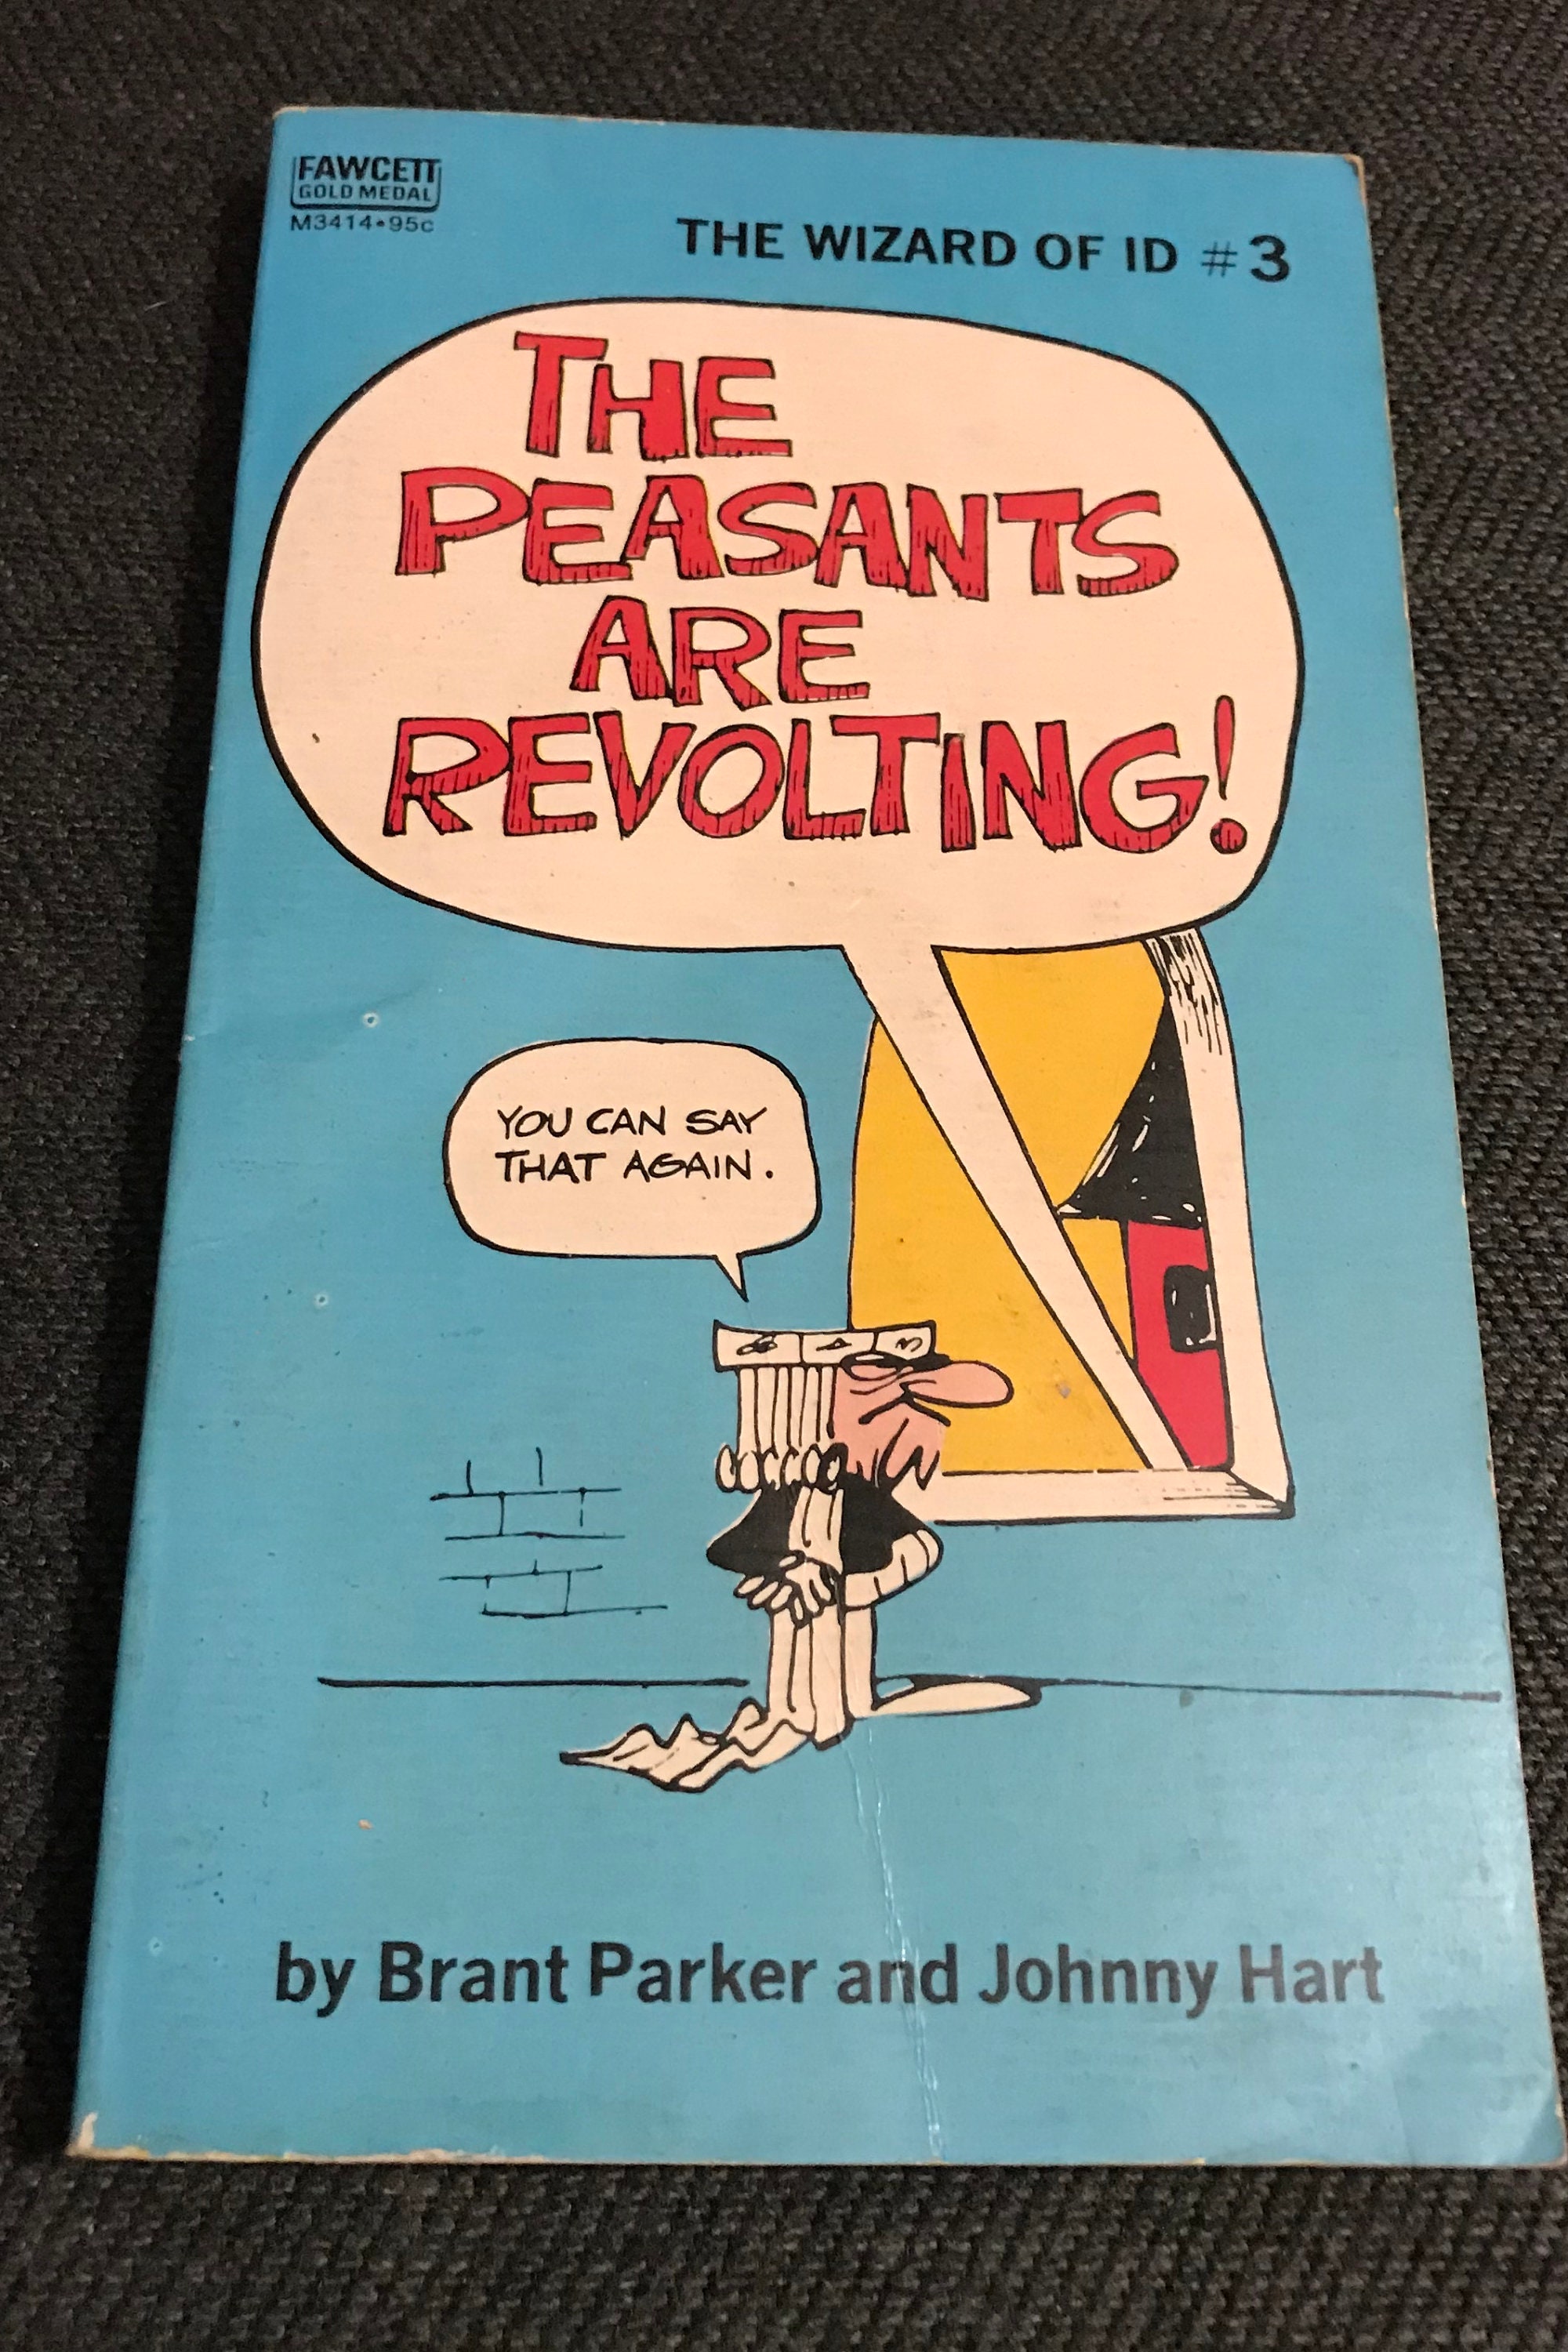 FAWCETT
GOLD MEDAL
M3414•95c
THE WIZARD OF ID #3
THE
PEASANTS
ARE
REVOLTING!
YOU CAN SAY
THAT AGAIN.
by Brant Parker and Johnny Hart